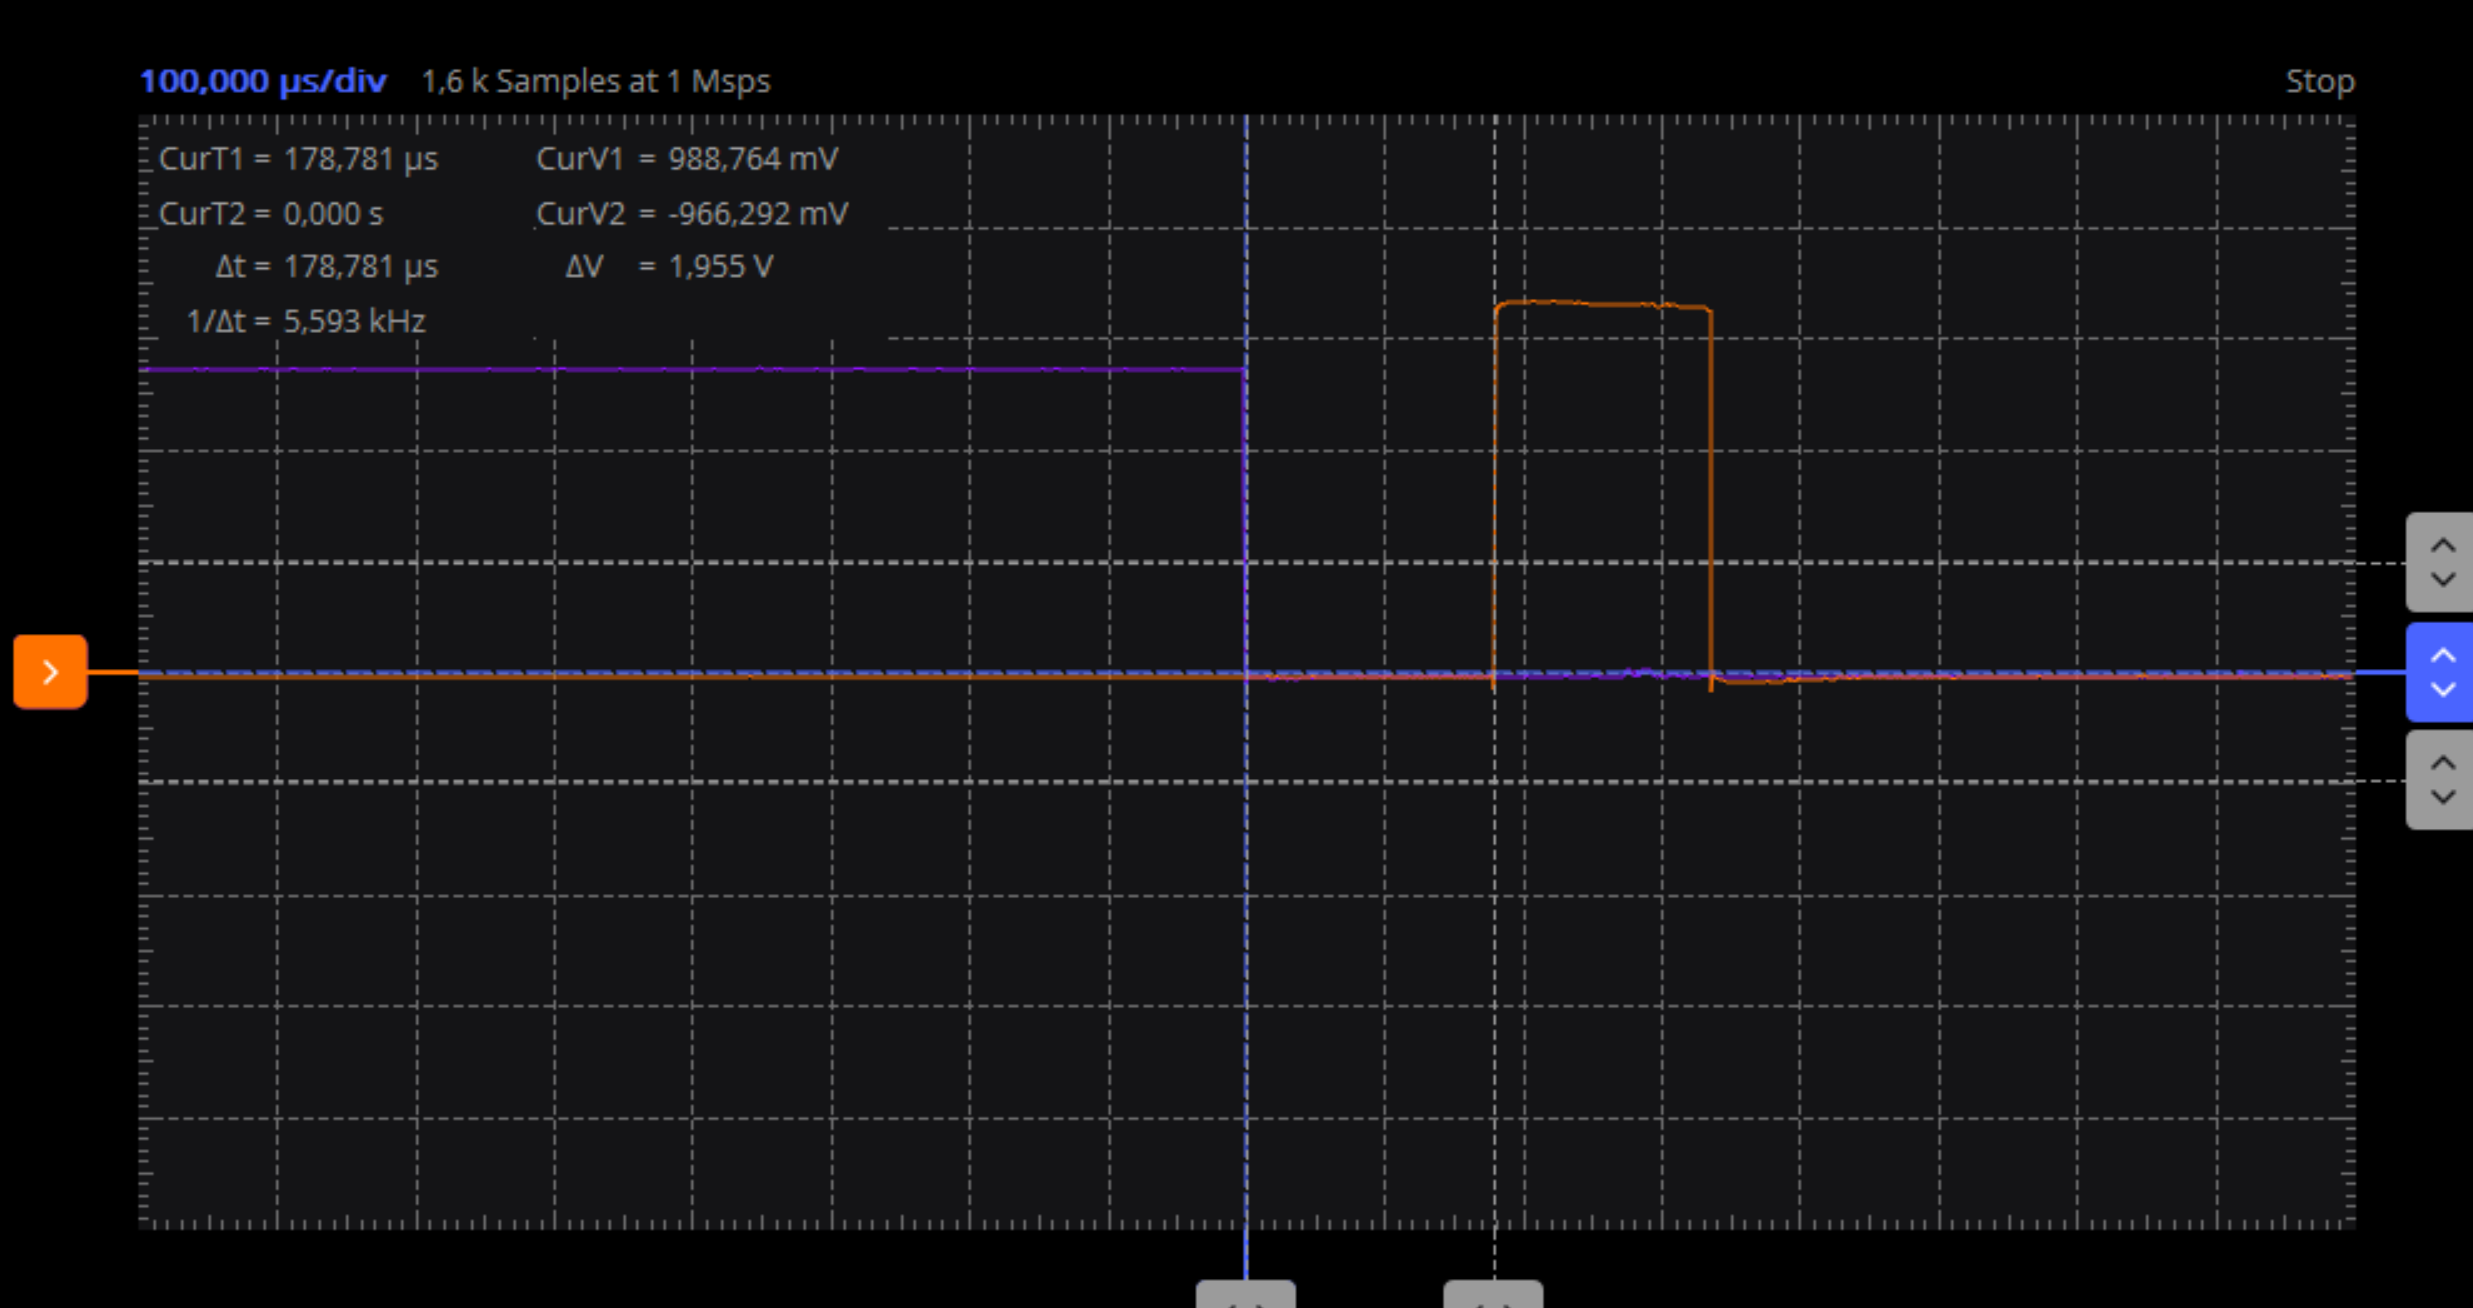 100,000 µs/div 1,6 k Samples at 1 Msps Stop
CurT1 = 178,781 µs CurV1 = 988,764 mV
CurT2 = 0,000 s CurV2 = -966,292 mV
Δt = 178,781 µs ΔV = 1,955 V
1/Δt = 5,593 kHz